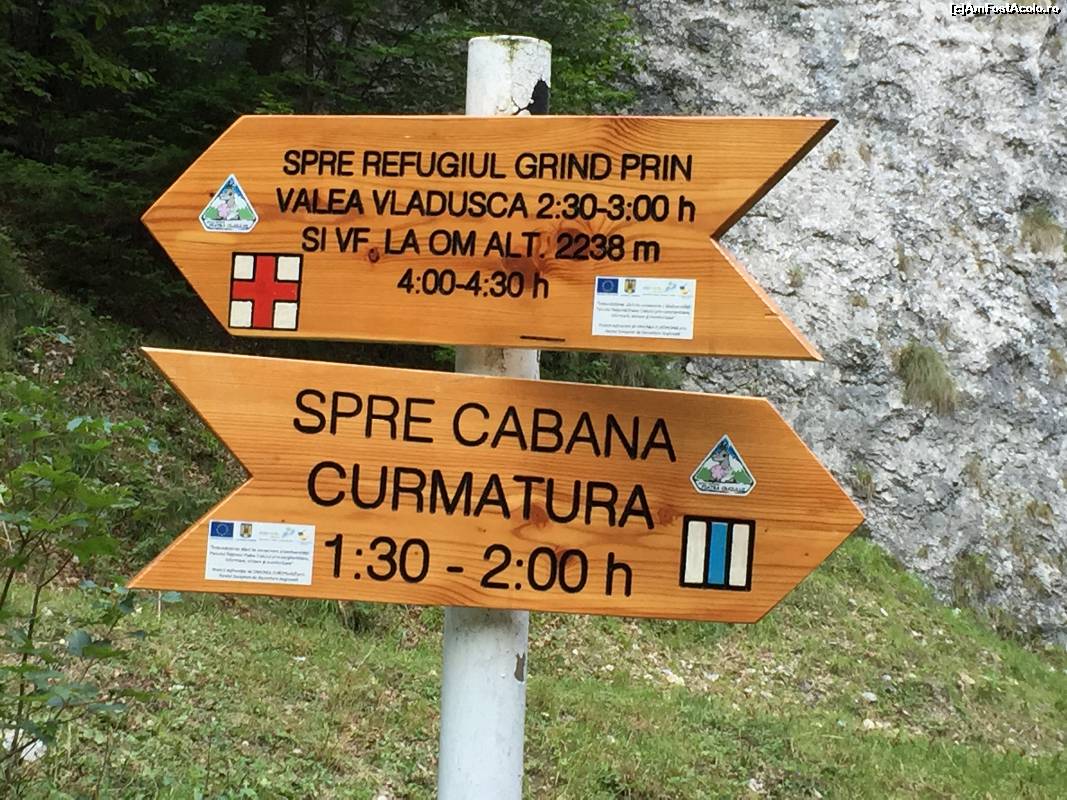 [c]AmFostAcolo.ro
SPRE REFUGIUL GRIND PRIN
VALEA VLADUSCA 2:30-3:00 h
SI VF. LA OM ALT. 2238 m
4:00-4:30 h
SPRE CABANA
CURMATURA
1:30 - 2:00 h